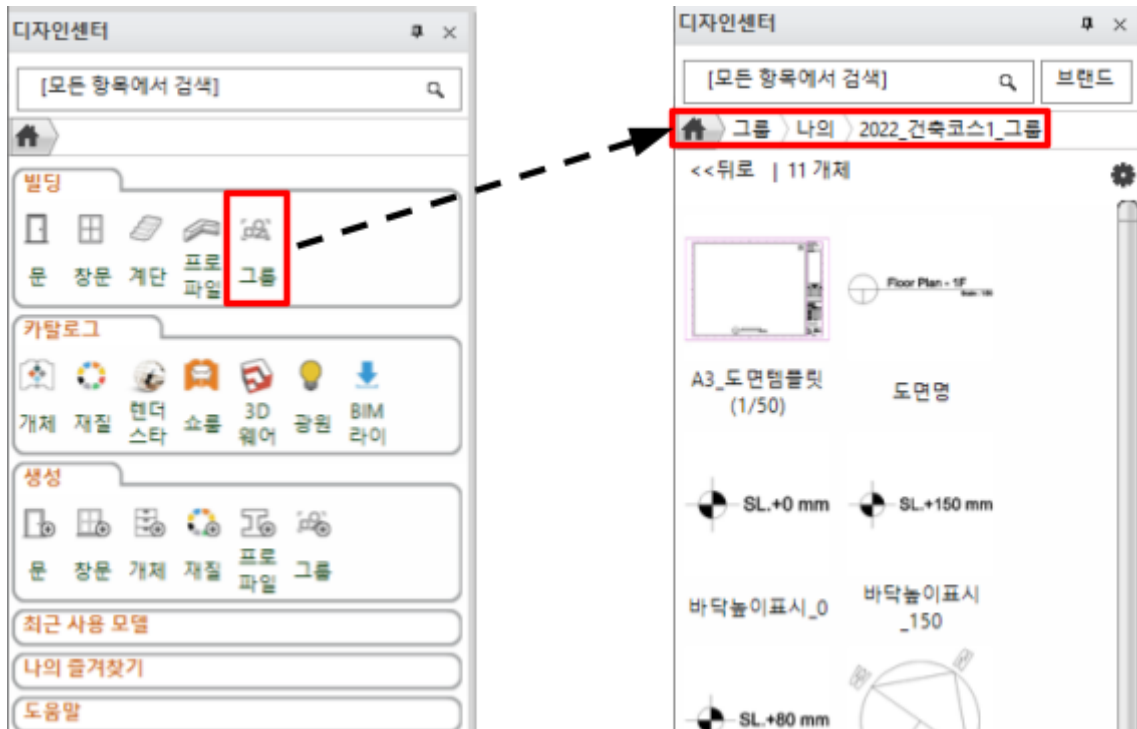 디자인센터
[모든 항목에서 검색]
빌딩
문 창문 계단 프로파일 그룹
카탈로그
개체 재질 렌더스타 쇼룸 3D웨어 광원 BIM라이
생성
문 창문 개체 재질 프로파일 그룹
최근 사용 모델
나의 즐겨찾기
도움말
디자인센터
[모든 항목에서 검색] 브랜드
그룹 나의 2022_건축코스1_그룹
<<뒤로 | 11 개체
Floor Plan - 1F
A3_도면템플릿
(1/50)
도면명
SL.+0 mm SL.+150 mm
바닥높이표시_0
바닥높이표시
_150
SL.+80 mm